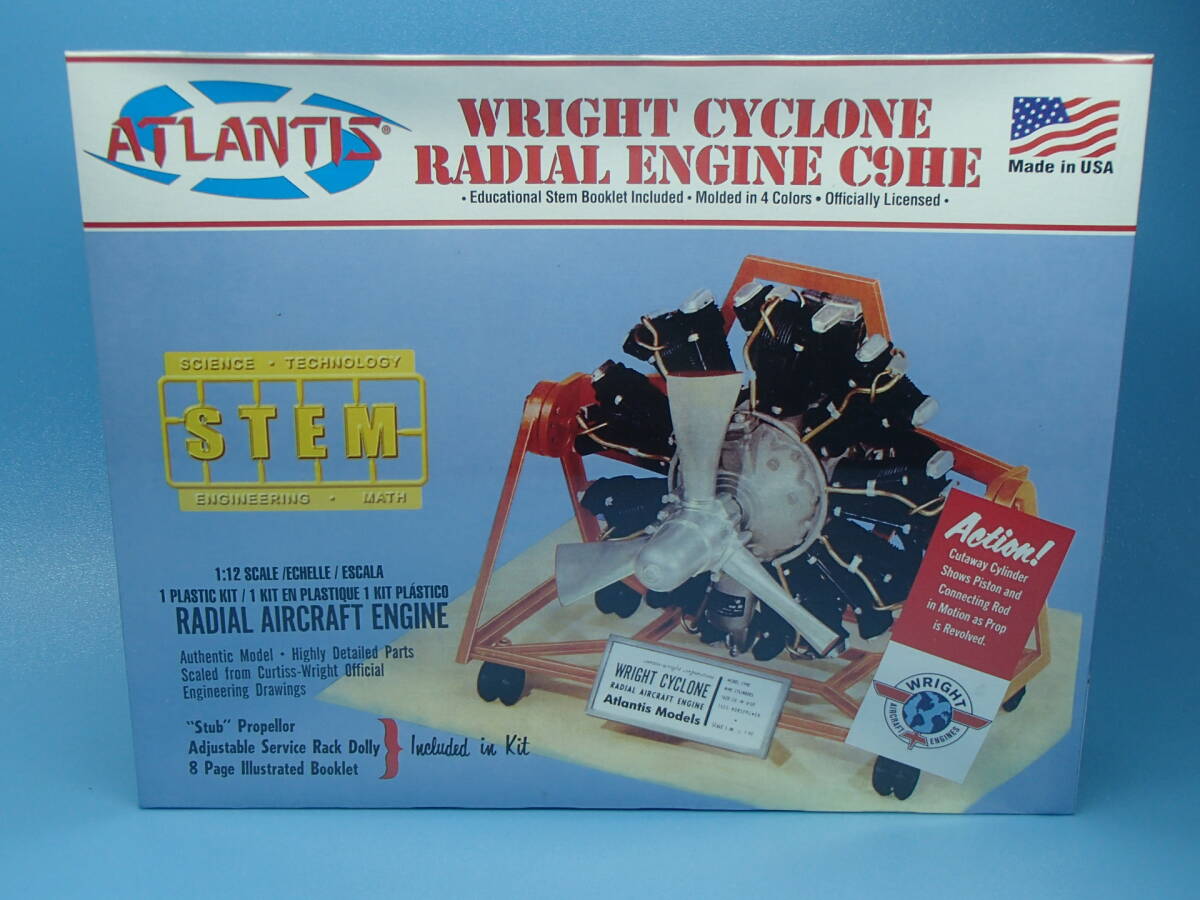 ATLANTIS®
WRIGHT CYCLONE
RADIAL ENGINE C9HE
• Educational Stem Booklet Included • Molded in 4 Colors • Officially Licensed •
Made in USA
SCIENCE • TECHNOLOGY
STEM
ENGINEERING • MATH
1:12 SCALE /ECHELLE / ESCALA
1 PLASTIC KIT / 1 KIT EN PLASTIQUE 1 KIT PLÁSTICO
RADIAL AIRCRAFT ENGINE
Authentic Model • Highly Detailed Parts
Scaled from Curtiss-Wright Official
Engineering Drawings
"Stub" Propellor
Adjustable Service Rack Dolly
8 Page Illustrated Booklet
Included in Kit
WRIGHT CYCLONE
RADIAL AIRCRAFT ENGINE
Atlantis Models
Action!
Cutaway Cylinder
Shows Piston and
Connecting Rod
in Motion as Prop
is Revolved.
WRIGHT
AIRCRAFT ENGINES